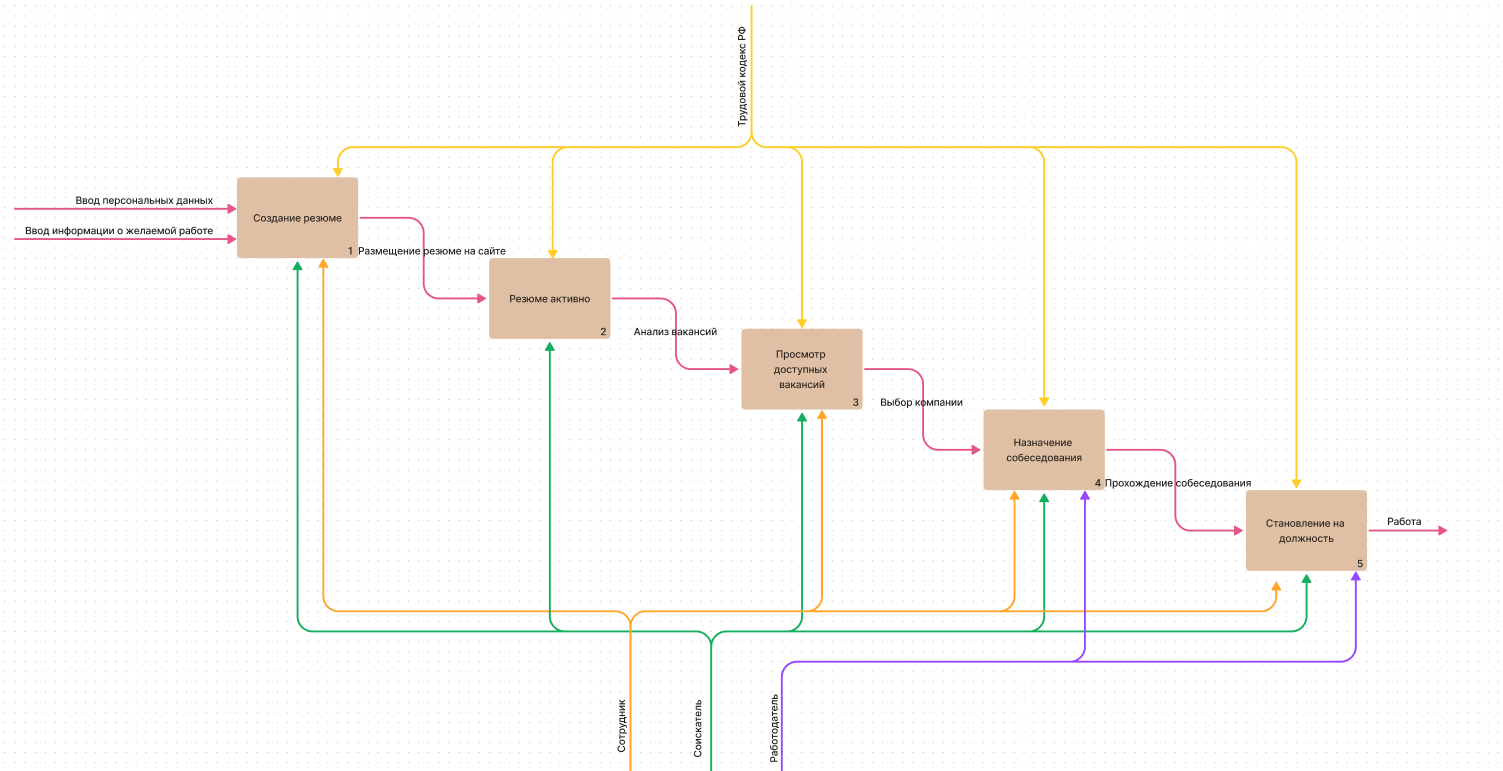 Трудовой кодекс РФ
Ввод персональных данных
Ввод информации о желаемой работе
Создание резюме
1
Размещение резюме на сайте
Резюме активно
2
Анализ вакансий
Просмотр
доступных
вакансий
3
Выбор компании
Назначение
собеседования
4
Прохождение собеседования
Становление на
должность
5
Работа
Сотрудник
Соискатель
Работодатель